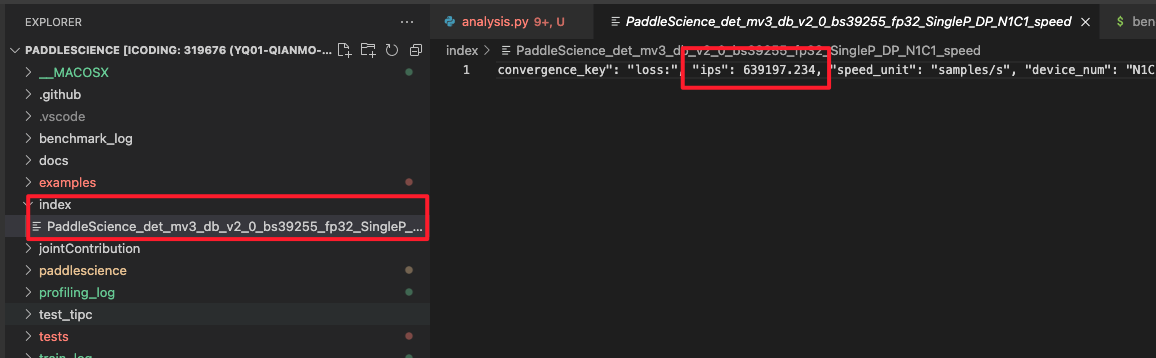 EXPLORER
PADDLESCIENCE [ICODING: 319676 (YQ01-QIANMO-...
__MACOSX
.github
.vscode
benchmark_log
docs
examples
index
PaddleScience_det_mv3_db_v2_0_bs39255_fp32_SingleP_...
jointContribution
paddlescience
profiling_log
test_tipc
tests
train_log
analysis.py 9+, U
PaddleScience_det_mv3_db_v2_0_bs39255_fp32_SingleP_DP_N1C1_speed
$ ben
index > PaddleScience_det_mv3_db_v2_0_bs39255_fp32_SingleP_DP_N1C1_speed
1 convergence_key": "loss:", "ips": 639197.234, "speed_unit": "samples/s", "device_num": "N1C